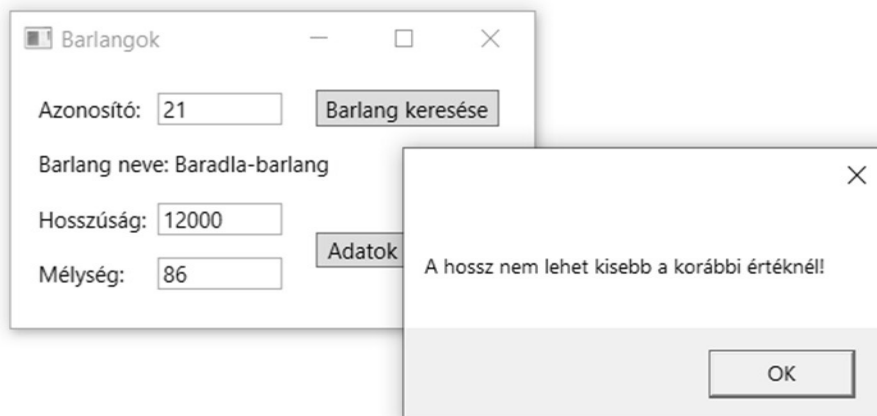 Barlangok
Azonosító: 21 Barlang keresése
Barlang neve: Baradla-barlang
Hosszúság: 12000
Adatok
Mélység: 86
A hossz nem lehet kisebb a korábbi értéknél!
OK